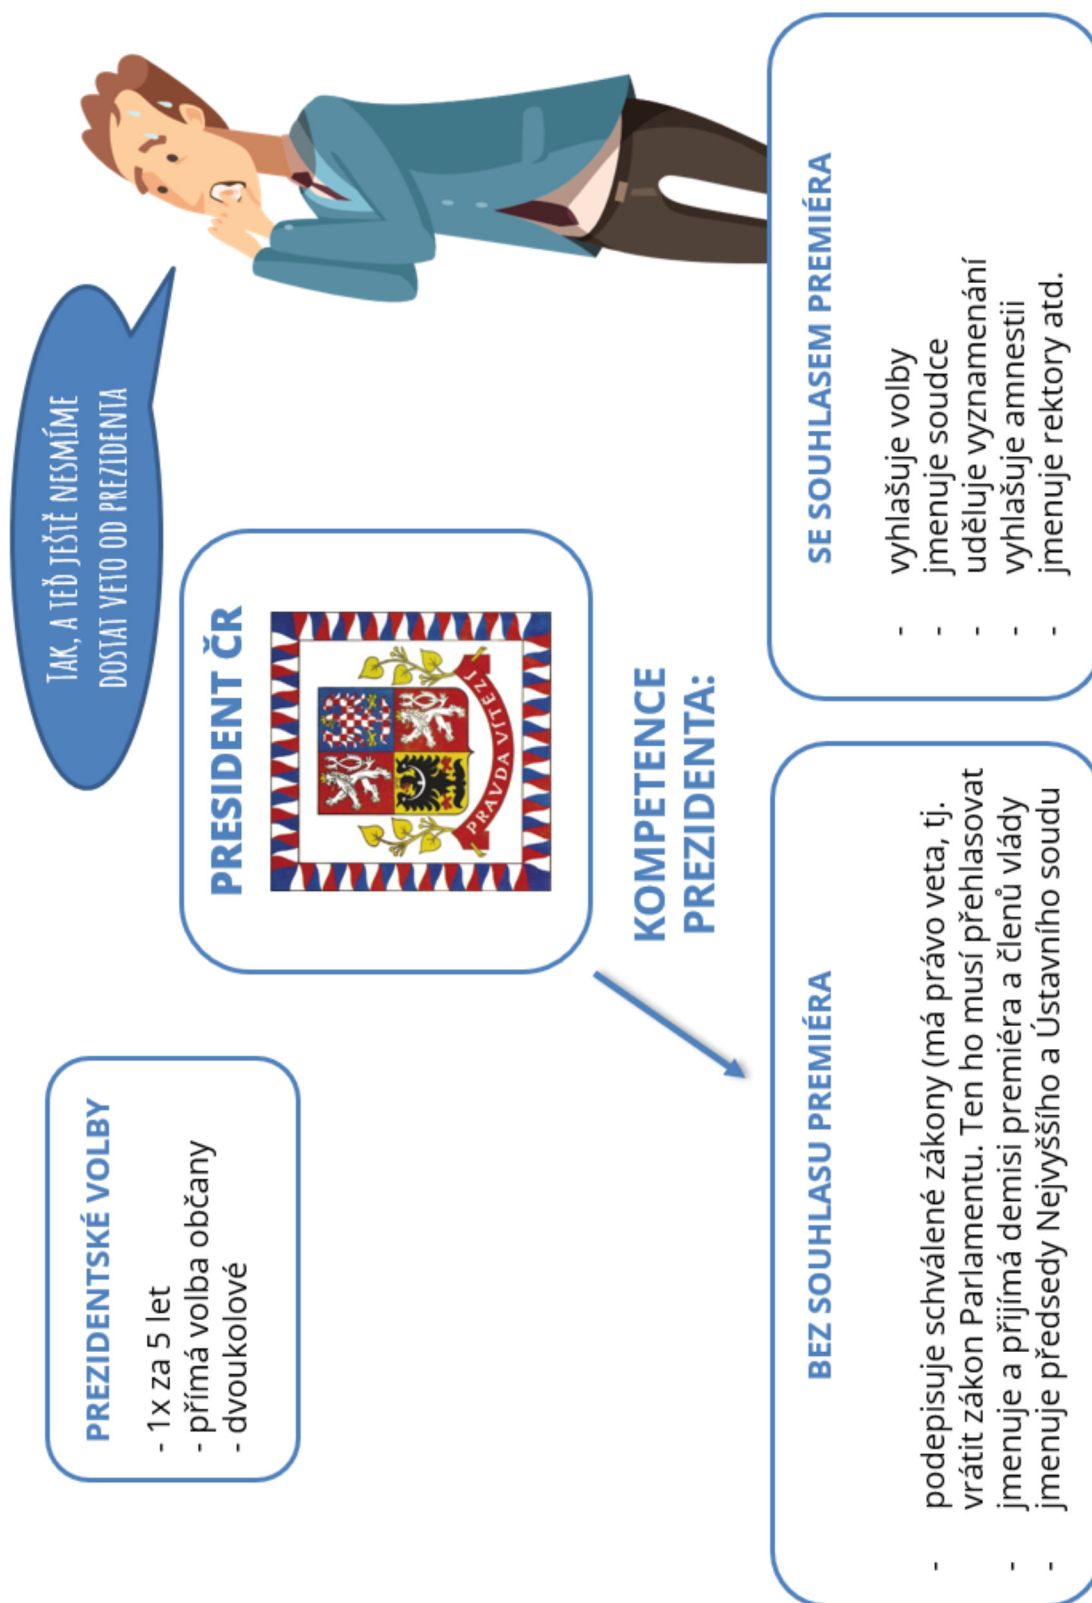 TAK, A TEĎ JEŠTĚ NESMÍME
DOSTAT VETO OD PREZIDENTA
PREZIDENTSKÉ VOLBY
- 1x za 5 let
- přímá volba občany
- dvoukolové
PRESIDENT ČR
PRAVDA VÍTĚZÍ
KOMPETENCE
PREZIDENTA:
BEZ SOUHLASU PREMIÉRA
- podepisuje schválené zákony (má právo veta, tj.
vrátit zákon Parlamentu. Ten ho musí přehlasovat
- jmenuje a přijímá demisi premiéra a členů vlády
- jmenuje předsedy Nejvyššího a Ústavního soudu
SE SOUHLASEM PREMIÉRA
- vyhlašuje volby
- jmenuje soudce
- uděluje vyznamenání
- vyhlašuje amnestii
- jmenuje rektory atd.